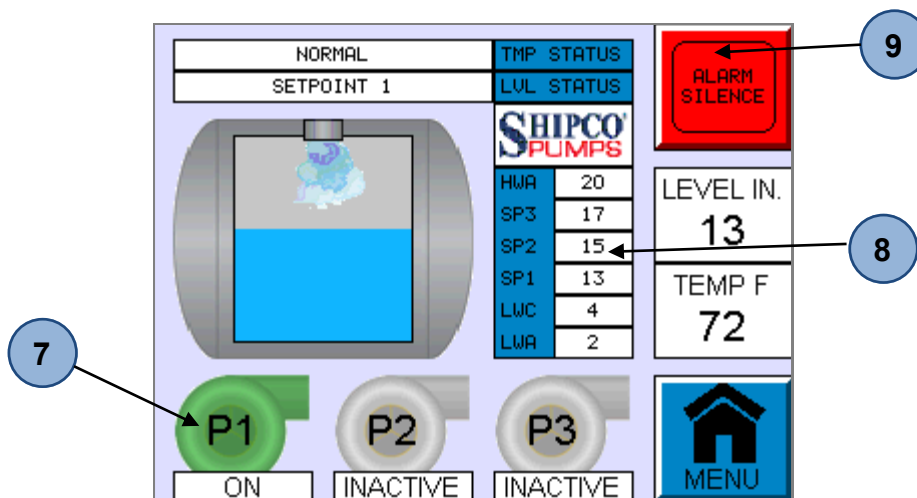 NORMAL TMP STATUS
SETPOINT 1 LVL STATUS
ALARM
SILENCE
9
SHIPCO®
PUMPS
HWA 20
SP3 17
SP2 15
SP1 13
LWC 4
LWA 2
LEVEL IN.
13
8
TEMP F
72
7
P1 P2 P3
ON INACTIVE INACTIVE
MENU